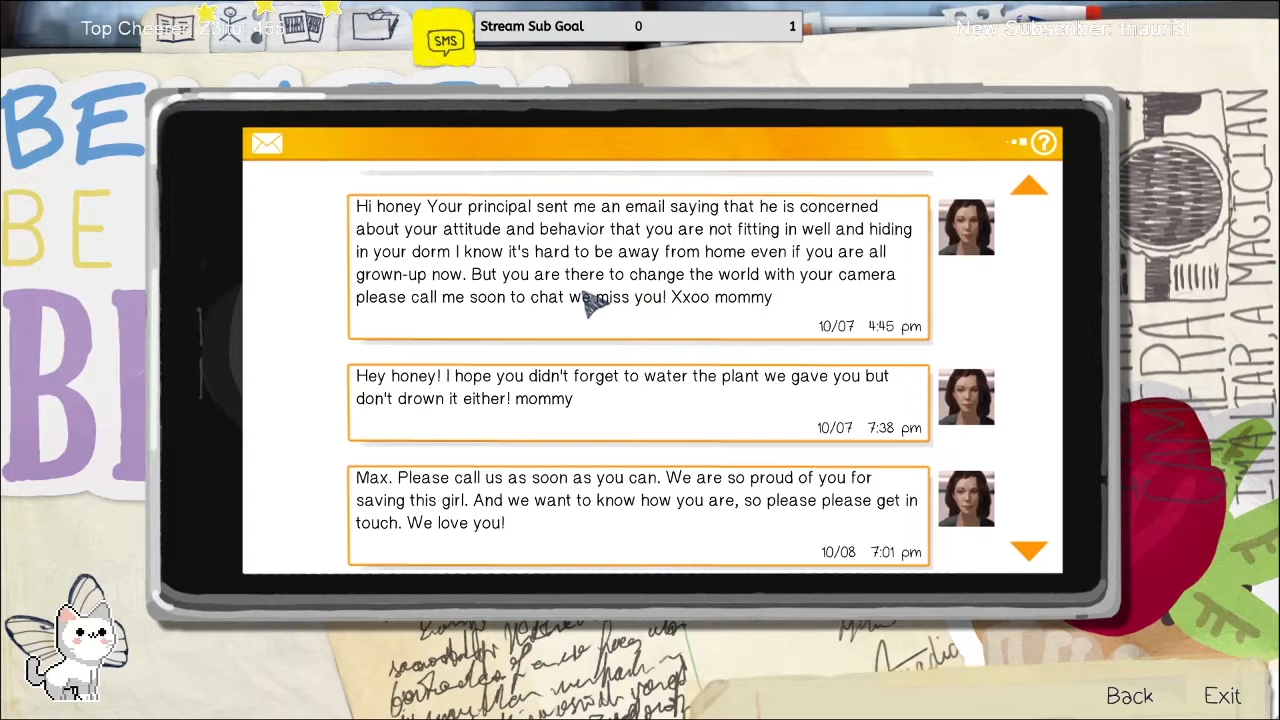 Top Cheerer
SMS
Stream Sub Goal
0
1
New Subscriber:
BE
BE
Hi honey Your principal sent me an email saying that he is concerned
about your attitude and behavior that you are not fitting in well and hiding
in your dorm I know it's hard to be away from home even if you are all
grown-up now. But you are there to change the world with your camera
please call me soon to chat we miss you! Xxoo mommy
10/07 4:45 pm
Hey honey! I hope you didn't forget to water the plant we gave you but
don't drown it either! mommy
10/07 7:38 pm
Max. Please call us as soon as you can. We are so proud of you for
saving this girl. And we want to know how you are, so please please get in
touch. We love you!
10/08 7:01 pm
LIAR, A MAGICIAN
Back
Exit